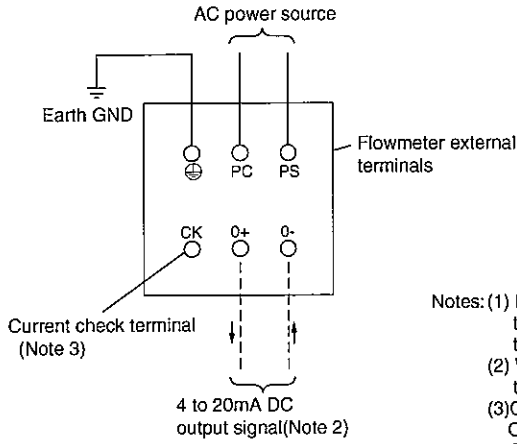 AC power source
Earth GND
Flowmeter external
terminals
PC PS
CK 0+ 0-
Current check terminal
(Note 3)
4 to 20mA DC
output signal(Note 2)
Notes: (1)
t
t
(2)
t
(3)C
C